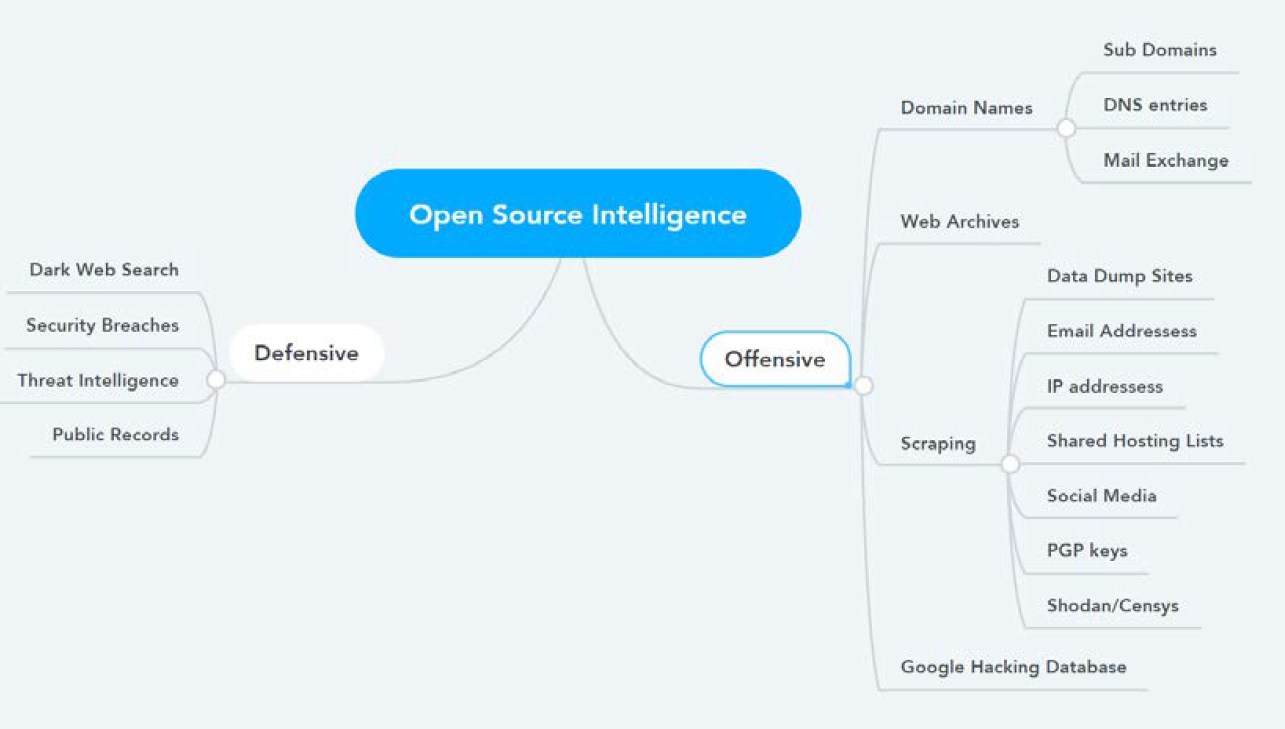 Open Source Intelligence
Defensive
Dark Web Search
Security Breaches
Threat Intelligence
Public Records
Offensive
Domain Names
Sub Domains
DNS entries
Mail Exchange
Web Archives
Scraping
Data Dump Sites
Email Addressess
IP addressess
Shared Hosting Lists
Social Media
PGP keys
Shodan/Censys
Google Hacking Database